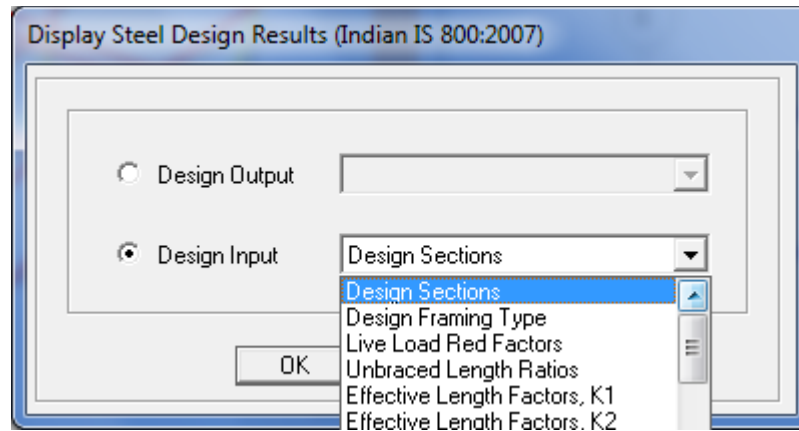 Display Steel Design Results (Indian IS 800:2007)
Design Output
Design Input
Design Sections
Design Sections
Design Framing Type
Live Load Red Factors
Unbraced Length Ratios
OK
Effective Length Factors, K1
Effective Length Factors, K2